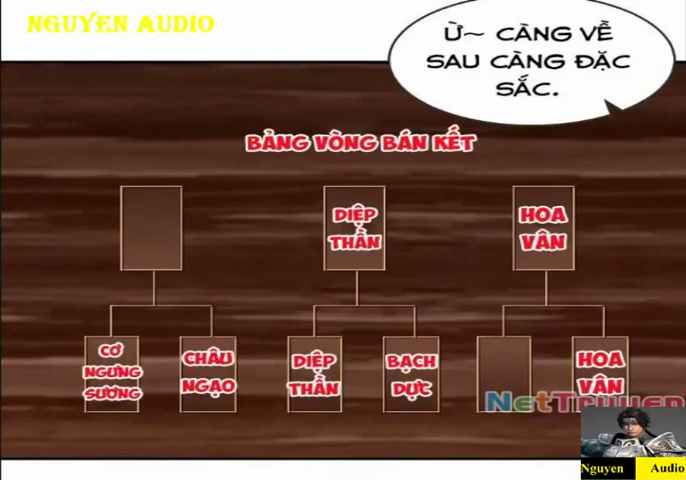 NGUYEN AUDIO
Ừ~ CÀNG VỀ
SAU CÀNG ĐẶC
SẮC.
BẢNG VÒNG BÁN KẾT
DIỆP
THẦN
HOA
VÂN
CƠ
NGƯNG
SƯƠNG
CHÂU
NGẠO
DIỆP
THẦN
BẠCH
DỰC
HOA
VÂN
NetTruyen
Nguyen Audio